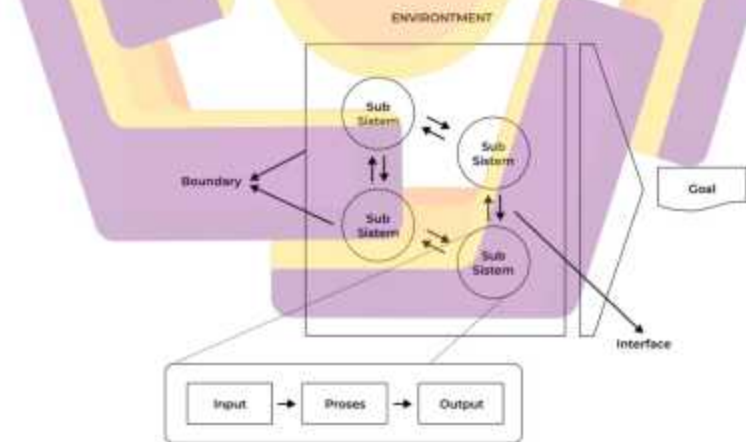 ENVIRONTMENT
Sub
Sistem
Sub
Sistem
Boundary
Goal
Sub
Sistem
Sub
Sistem
Interface
Input
Proses
Output